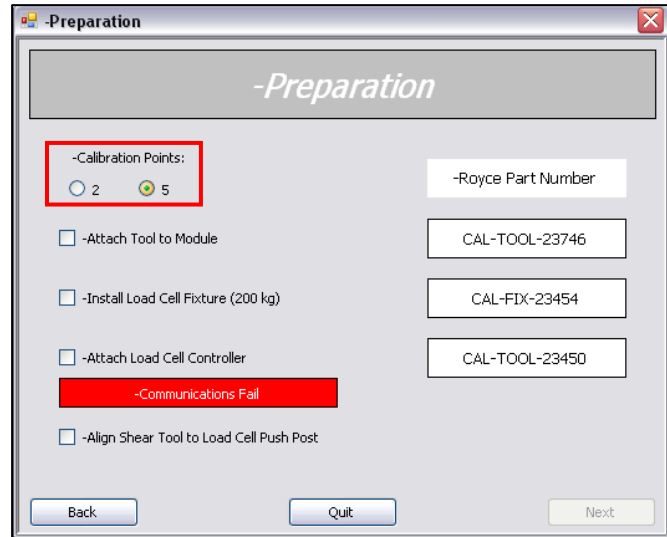 -Preparation
-Preparation
-Calibration Points:
2 5
-Royce Part Number
-Attach Tool to Module
CAL-TOOL-23746
-Install Load Cell Fixture (200 kg)
CAL-FIX-23454
-Attach Load Cell Controller
CAL-TOOL-23450
-Communications Fail
-Align Shear Tool to Load Cell Push Post
Back Quit Next